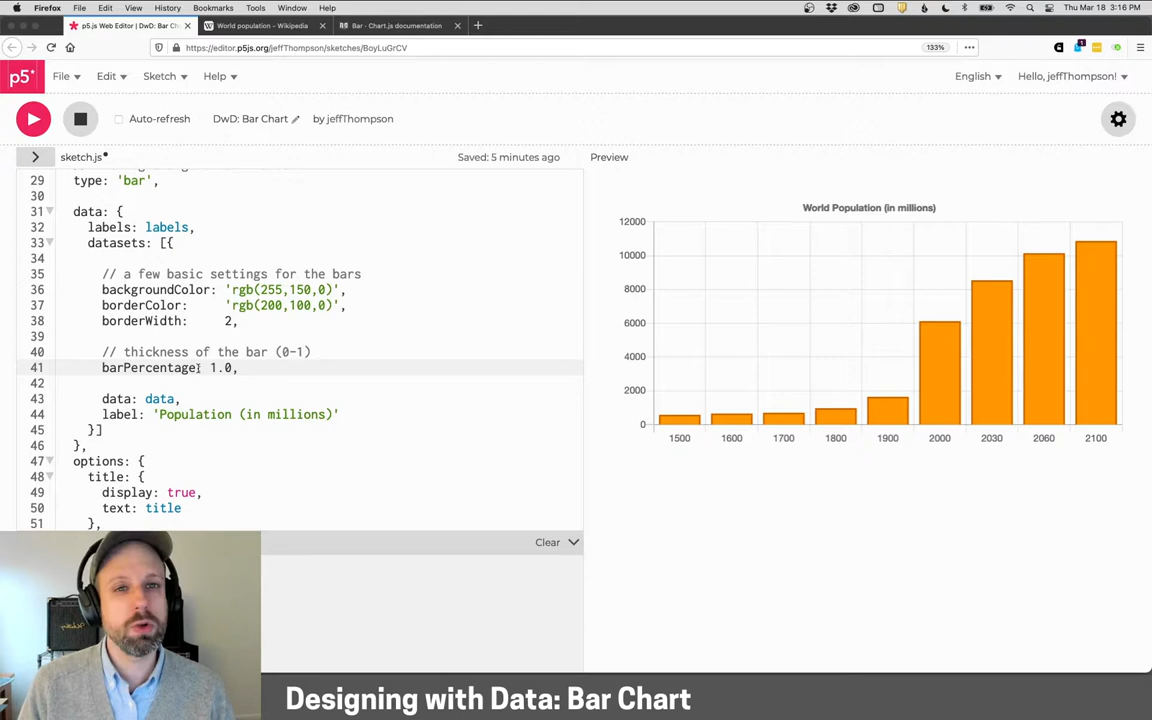 Firefox File Edit View History Bookmarks Tools Window Help
Thu Mar 18 3:16 PM
p5.js Web Editor | DwD: Bar Ch
World population - Wikipedia
Bar · Chart.js documentation
https://editor.p5js.org/jeffThompson/sketches/BoyLuGrCV
133%
p5* File Edit Sketch Help
English Hello, jeffThompson!
Auto-refresh DwD: Bar Chart by jeffThompson
sketch.js Saved: 5 minutes ago Preview
29 type: 'bar',
30
31 data: {
32 labels: labels,
33 datasets: [{
34
35 // a few basic settings for the bars
36 backgroundColor: 'rgb(255,150,0)',
37 borderColor: 'rgb(200,100,0)',
38 borderWidth: 2,
39
40 // thickness of the bar (0-1)
41 barPercentage: 1.0,
42
43 data: data,
44 label: 'Population (in millions)'
45 }]
46 },
47 options: {
48 title: {
49 display: true,
50 text: title
51 },
World Population (in millions)
12000
10000
8000
6000
4000
2000
0
1500 1600 1700 1800 1900 2000 2030 2060 2100
Clear
Designing with Data: Bar Chart